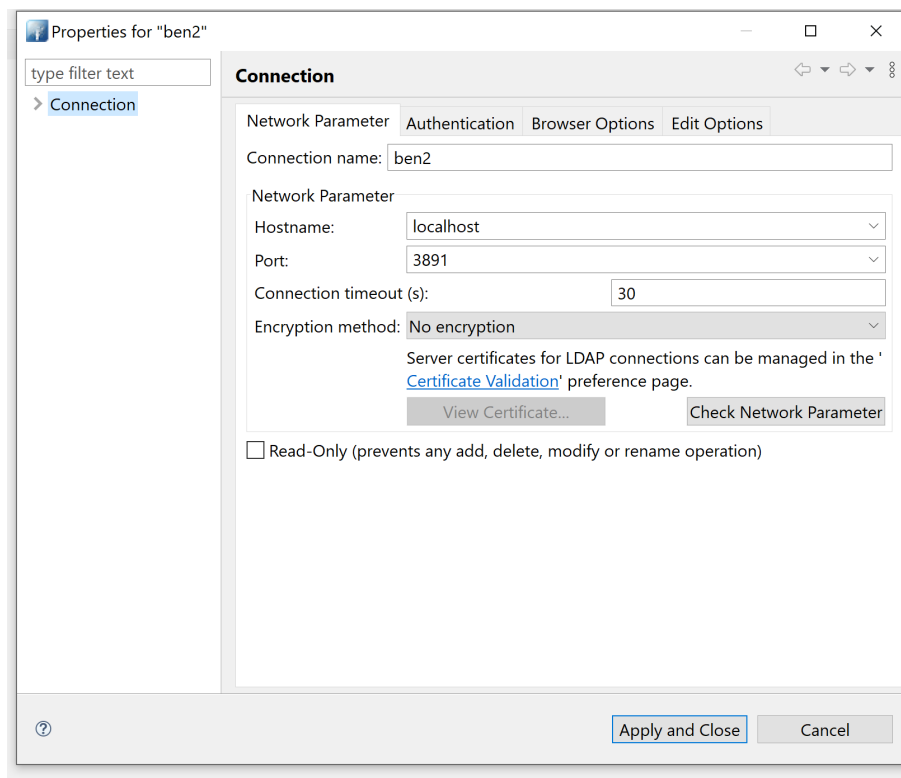 Properties for "ben2"
type filter text
Connection
Connection
Network Parameter Authentication Browser Options Edit Options
Connection name: ben2
Network Parameter
Hostname: localhost
Port: 3891
Connection timeout (s): 30
Encryption method: No encryption
Server certificates for LDAP connections can be managed in the '
Certificate Validation' preference page.
View Certificate... Check Network Parameter
Read-Only (prevents any add, delete, modify or rename operation)
Apply and Close Cancel